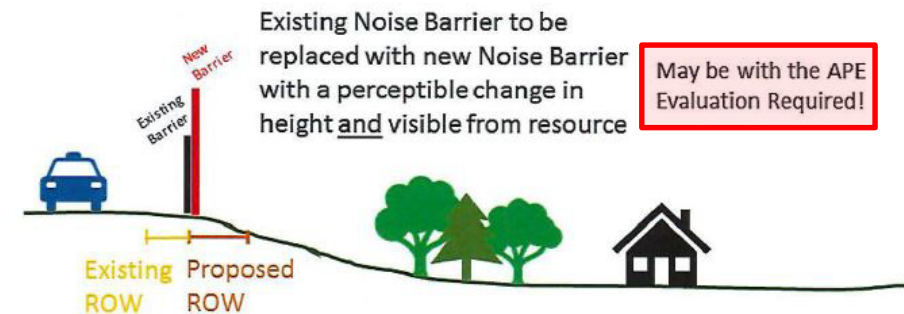 Existing Noise Barrier to be
replaced with new Noise Barrier
with a perceptible change in
height and visible from resource
May be with the APE
Evaluation Required!
New
Barrier
Existing
Barrier
Existing
ROW
Proposed
ROW